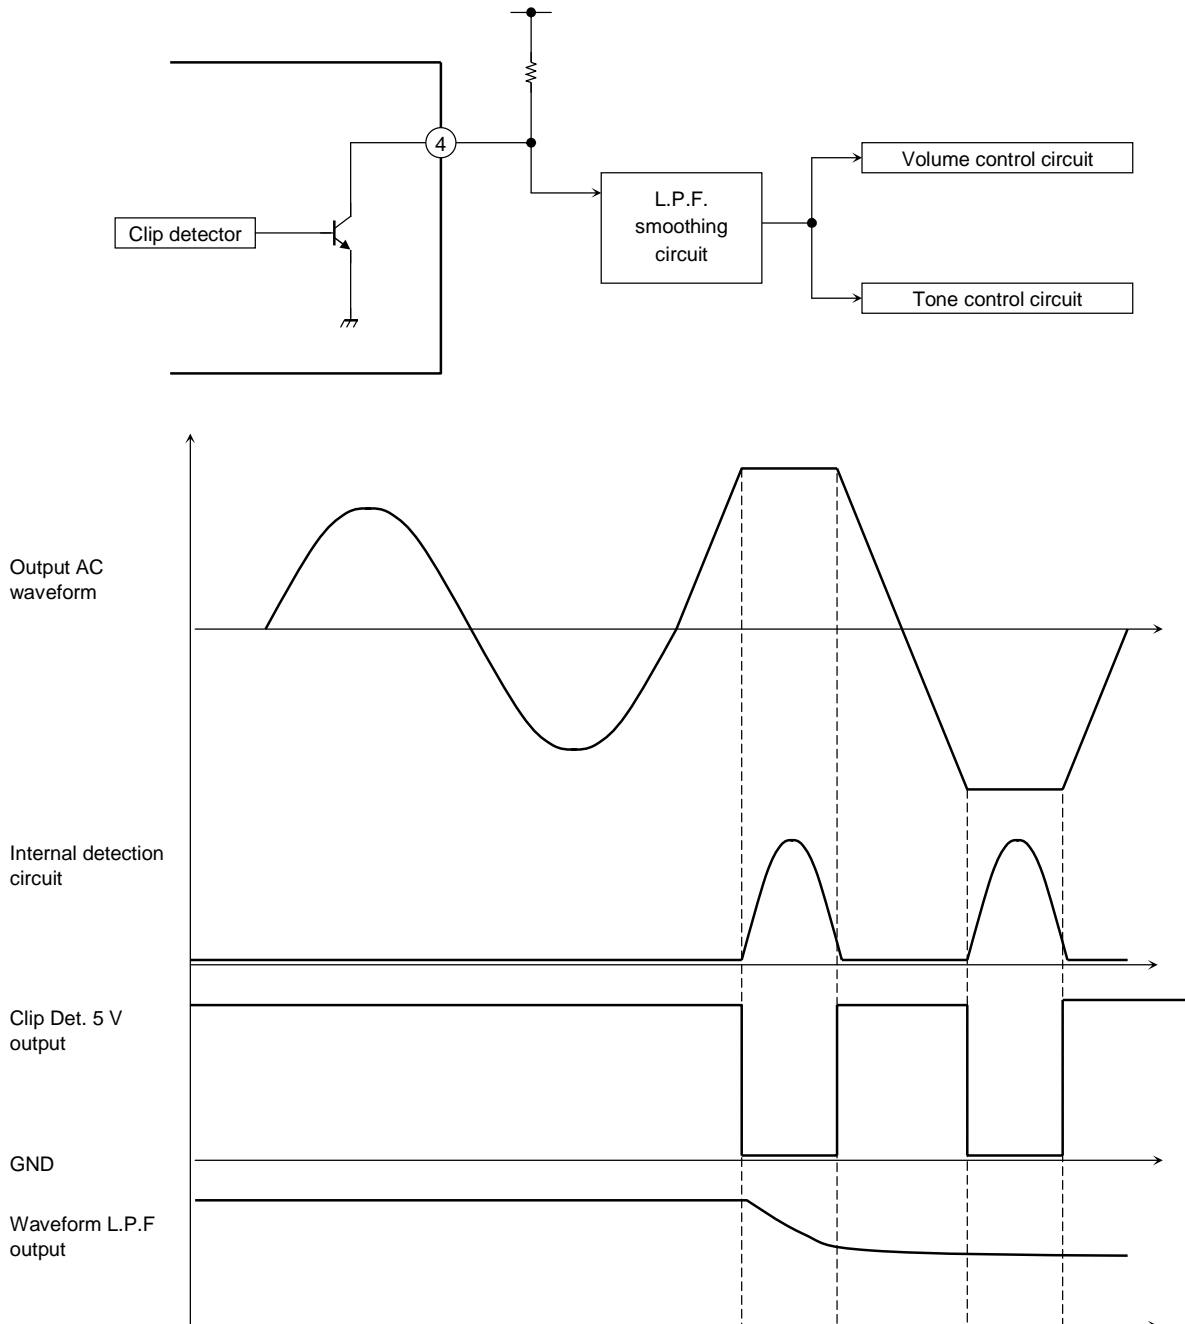 4
Volume control circuit
L.P.F.
smoothing
circuit
Clip detector
Tone control circuit
Output AC
waveform
Internal detection
circuit
Clip Det. 5 V
output
GND
Waveform L.P.F
output